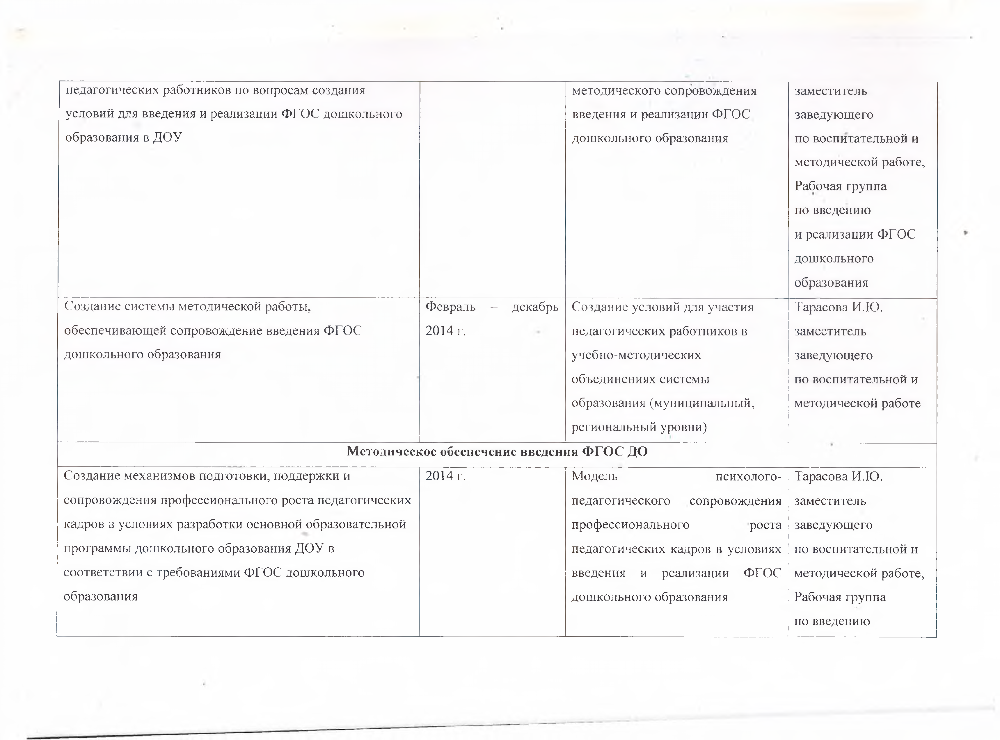 педагогических работников по вопросам создания
условий для введения и реализации ФГОС дошкольного
образования в ДОУ
методического сопровождения
введения и реализации ФГОС
дошкольного образования
заместитель
заведующего
по воспитательной и
методической работе,
Рабочая группа
по введению
и реализации ФГОС
дошкольного
образования
Создание системы методической работы,
обеспечивающей сопровождение введения ФГОС
дошкольного образования
Февраль – декабрь
2014 г.
Создание условий для участия
педагогических работников в
учебно-методических
объединениях системы
образования (муниципальный,
региональный уровни)
Тарасова И.Ю.
заместитель
заведующего
по воспитательной и
методической работе
Методическое обеспечение введения ФГОС ДО
Создание механизмов подготовки, поддержки и
сопровождения профессионального роста педагогических
кадров в условиях разработки основной образовательной
программы дошкольного образования ДОУ в
соответствии с требованиями ФГОС дошкольного
образования
2014 г.
Модель психолого-
педагогического сопровождения
профессионального роста
педагогических кадров в условиях
введения и реализации ФГОС
дошкольного образования
Тарасова И.Ю.
заместитель
заведующего
по воспитательной и
методической работе,
Рабочая группа
по введению